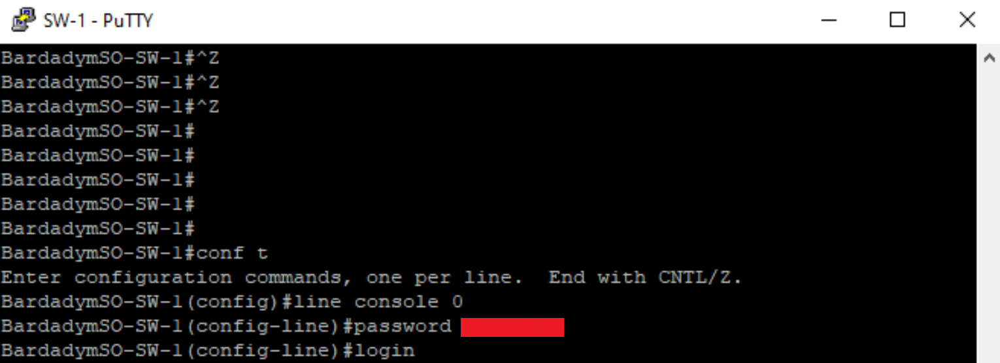 SW-1 - PuTTY
BardadymSO-SW-1#^Z
BardadymSO-SW-1#^Z
BardadymSO-SW-1#^Z
BardadymSO-SW-1#
BardadymSO-SW-1#
BardadymSO-SW-1#
BardadymSO-SW-1#
BardadymSO-SW-1#
BardadymSO-SW-1#conf t
Enter configuration commands, one per line.  End with CNTL/Z.
BardadymSO-SW-1(config)#line console 0
BardadymSO-SW-1(config-line)#password
BardadymSO-SW-1(config-line)#login